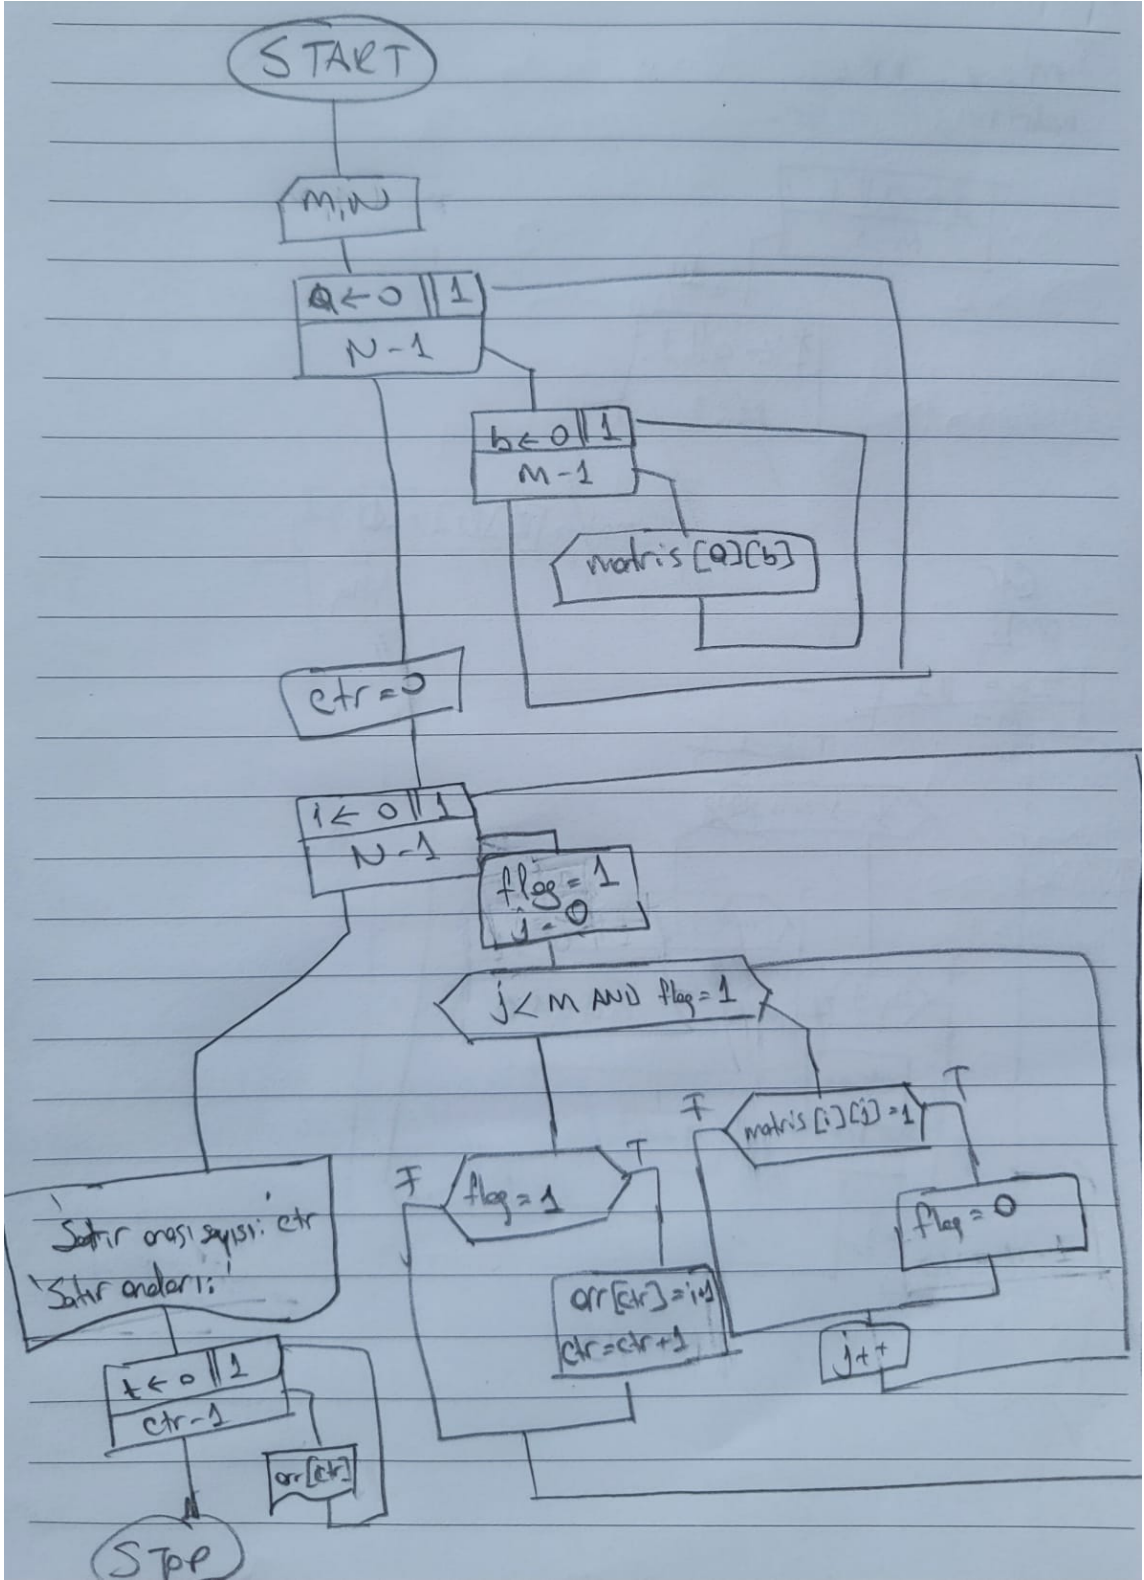 START
M,N
a ← 0 || 1
N-1
b ← 0 || 1
M-1
matris[a][b]
ctr=0
i ← 0 || 1
N-1
flag = 1
j = 0
j < M AND flag = 1
F
matris[i][j]=1
T
flag = 0
j++
F
flag = 1
T
arr[ctr]=i+1
ctr=ctr+1
'Satır sayısı: ' ctr
'Satır :'
t ← 0 || 1
ctr-1
arr[ctr]
STOP